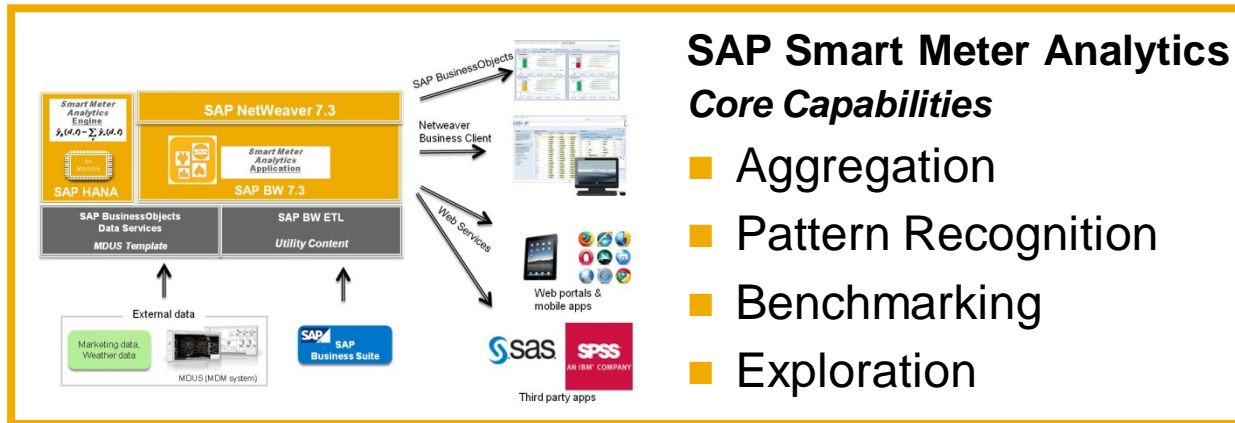 SAP Smart Meter Analytics
Core Capabilities
Aggregation
Pattern Recognition
Benchmarking
Exploration
Smart Meter
Analytics
Engine
In
Memory
SAP HANA
SAP NetWeaver 7.3
Smart Meter
Analytics
Application
SAP BW 7.3
SAP BusinessObjects
Data Services
MDUS Template
SAP BW ETL
Utility Content
External data
Marketing data,
Weather data
MDUS (MDM system)
SAP
SAP
Business Suite
SAP BusinessObjects
Netweaver
Business Client
Web Services
Web portals &
mobile apps
sas
SPSS
AN IBM® COMPANY
Third party apps